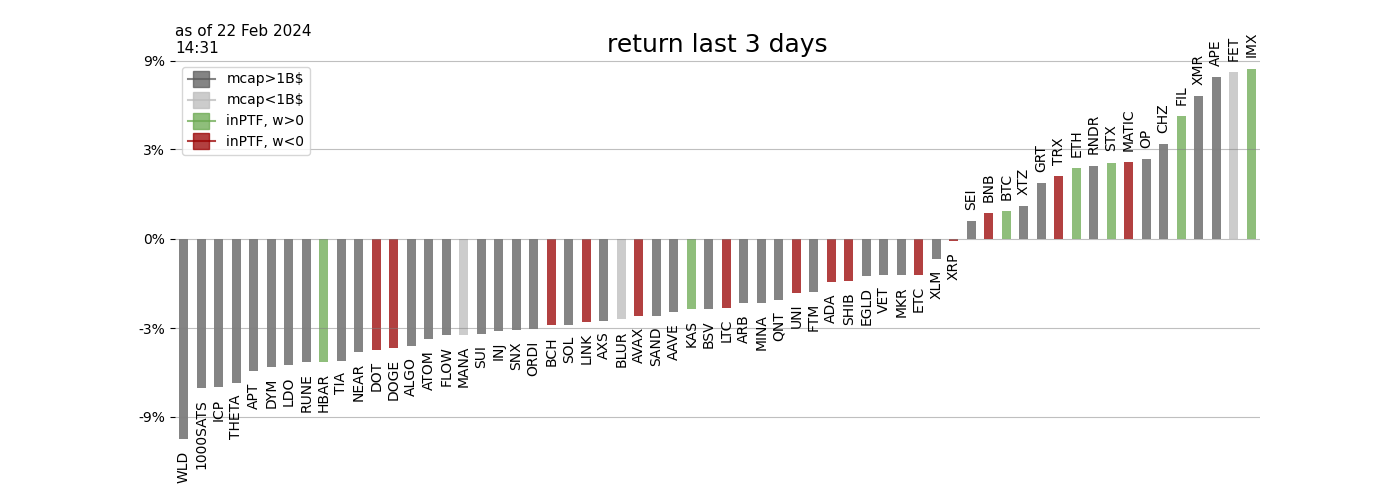 as of 22 Feb 2024
14:31
return last 3 days
9%
3%
0%
-3%
-9%
mcap>1B$
mcap<1B$
inPTF, w>0
inPTF, w<0
WLD
1000SATS
ICP
THETA
APT
DYM
LDO
RUNE
HBAR
TIA
NEAR
DOT
DOGE
ALGO
ATOM
FLOW
MANA
SUI
INJ
SNX
ORDI
BCH
SOL
LINK
AXS
BLUR
AVAX
SAND
AAVE
KAS
BSV
LTC
ARB
MINA
QNT
UNI
FTM
ADA
SHIB
EGLD
VET
MKR
ETC
XLM
XRP
SEI
BNB
BTC
XTZ
GRT
TRX
ETH
RNDR
STX
MATIC
OP
CHZ
FIL
XMR
APE
FET
IMX